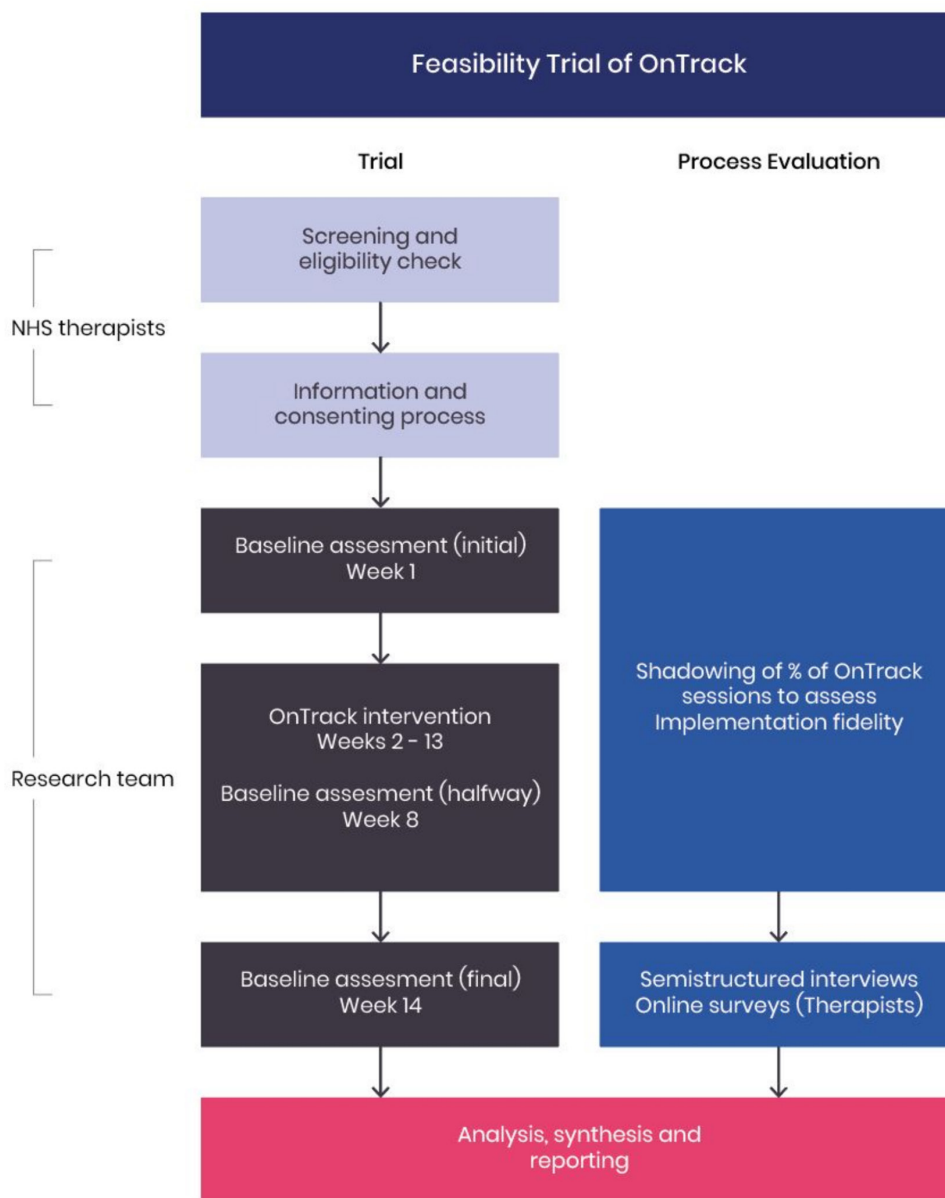 Feasibility Trial of OnTrack
Trial
Process Evaluation
NHS therapists
Screening and
eligibility check
Information and
consenting process
Research team
Baseline assesment (initial)
Week 1
OnTrack intervention
Weeks 2 - 13
Baseline assesment (halfway)
Week 8
Baseline assesment (final)
Week 14
Shadowing of % of OnTrack
sessions to assess
Implementation fidelity
Semistructured interviews
Online surveys (Therapists)
Analysis, synthesis and
reporting